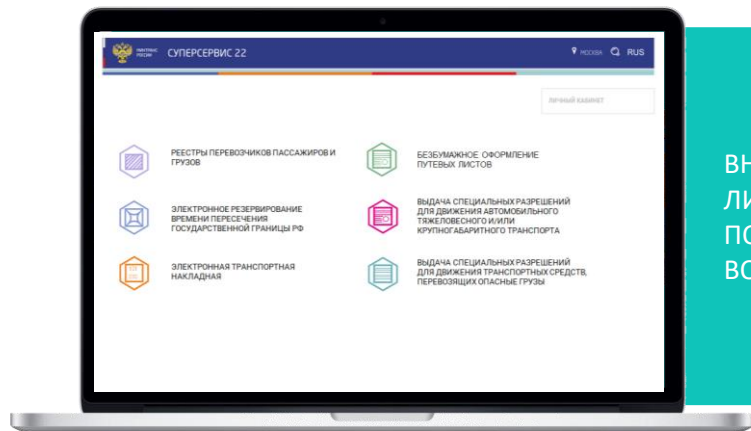 МИНТРАНС
РОССИИ
СУПЕРСЕРВИС 22
МОСКВА
RUS
ЛИЧНЫЙ КАБИНЕТ
РЕЕСТРЫ ПЕРЕВОЗЧИКОВ ПАССАЖИРОВ И
ГРУЗОВ
БЕЗБУМАЖНОЕ ОФОРМЛЕНИЕ
ПУТЕВЫХ ЛИСТОВ
ЭЛЕКТРОННОЕ РЕЗЕРВИРОВАНИЕ
ВРЕМЕНИ ПЕРЕСЕЧЕНИЯ
ГОСУДАРСТВЕННОЙ ГРАНИЦЫ РФ
ВЫДАЧА СПЕЦИАЛЬНЫХ РАЗРЕШЕНИЙ
ДЛЯ ДВИЖЕНИЯ АВТОМОБИЛЬНОГО
ТЯЖЕЛОВЕСНОГО И/ИЛИ
КРУПНОГАБАРИТНОГО ТРАНСПОРТА
ЭЛЕКТРОННАЯ ТРАНСПОРТНАЯ
НАКЛАДНАЯ
ВЫДАЧА СПЕЦИАЛЬНЫХ РАЗРЕШЕНИЙ
ДЛЯ ДВИЖЕНИЯ ТРАНСПОРТНЫХ СРЕДСТВ,
ПЕРЕВОЗЯЩИХ ОПАСНЫЕ ГРУЗЫ